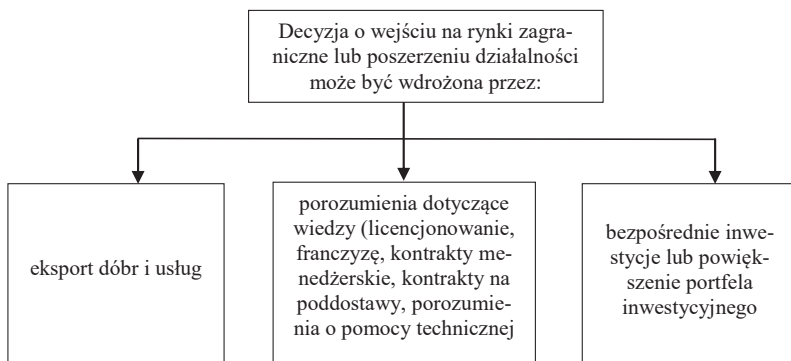 Decyzja o wejściu na rynki zagra-
niczne lub poszerzeniu działalności
może być wdrożona przez:
eksport dóbr i usług
porozumienia dotyczące
wiedzy (licencjonowanie,
franczyzę, kontrakty me-
nedżerskie, kontrakty na
poddostawy, porozumie-
nia o pomocy technicznej
bezpośrednie inwe-
stycje lub powięk-
szenie portfela
inwestycyjnego